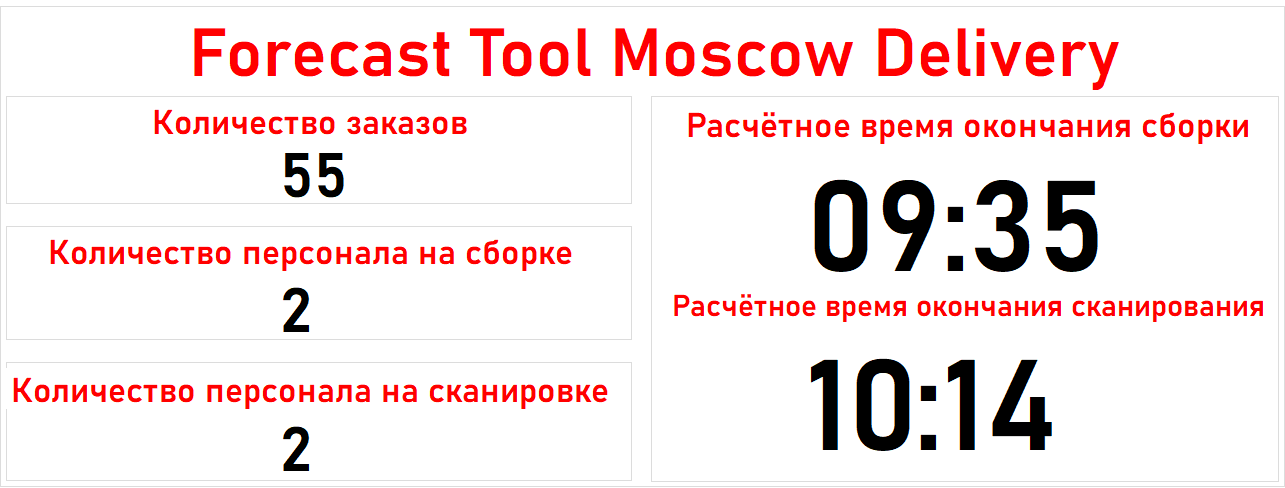 Forecast Tool Moscow Delivery
Количество заказов
55
Количество персонала на сборке
2
Количество персонала на сканировке
2
Расчётное время окончания сборки
09:35
Расчётное время окончания сканирования
10:14